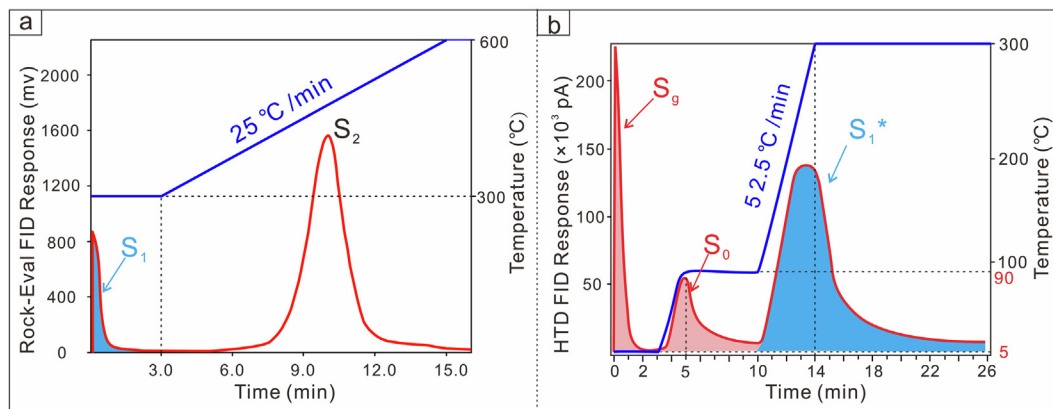 a
Rock-Eval FID Response (mv)
2000
1600
1200
800
400
0
25 ℃/min
S1
S2
600
300
Temperature (℃)
3.0
6.0
9.0
12.0
15.0
Time (min)
b
HTD FID Response (×10³ pA)
200
150
100
50
Sg
S0
S1*
52.5 ℃/min
300
200
100
90
5
Temperature (℃)
0
2
5
10
14
18
22
26
Time (min)